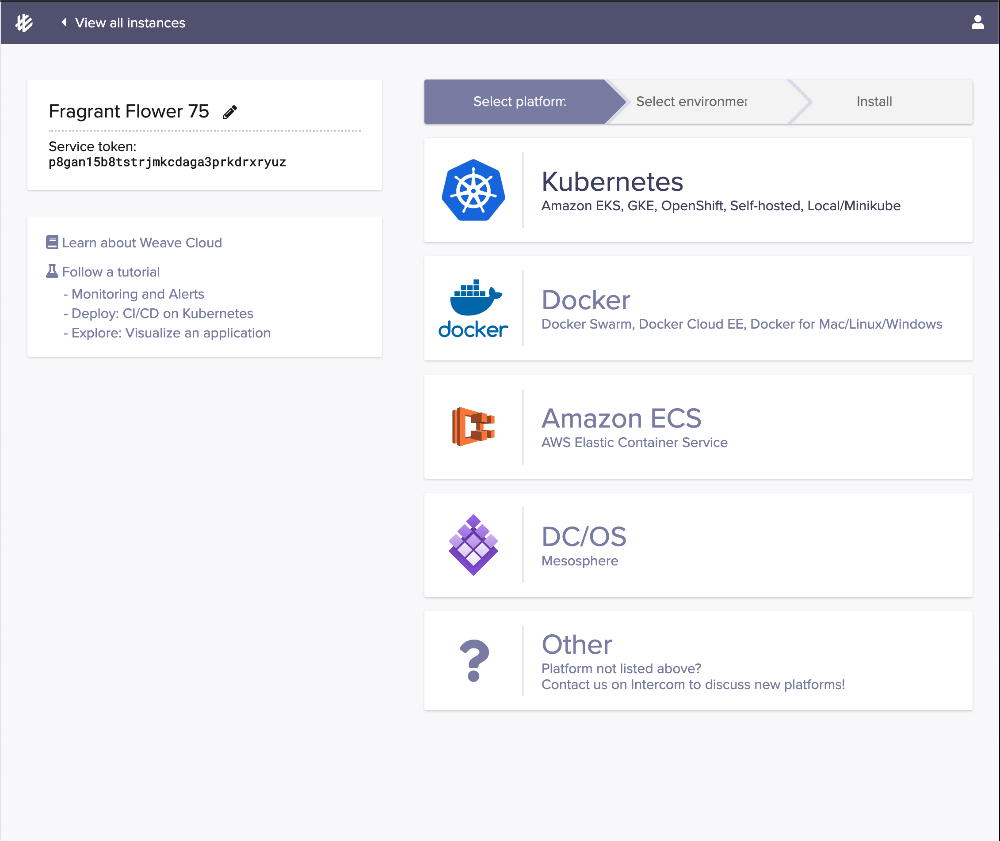 View all instances
Fragrant Flower 75
Service token:
p8gan15b8tstrjmkcdaga3prkdrxryuz
Learn about Weave Cloud
Follow a tutorial
- Monitoring and Alerts
- Deploy: CI/CD on Kubernetes
- Explore: Visualize an application
Select platform
Select environmen
Install
Kubernetes
Amazon EKS, GKE, OpenShift, Self-hosted, Local/Minikube
docker
Docker
Docker Swarm, Docker Cloud EE, Docker for Mac/Linux/Windows
Amazon ECS
AWS Elastic Container Service
DC/OS
Mesosphere
Other
Platform not listed above?
Contact us on Intercom to discuss new platforms!